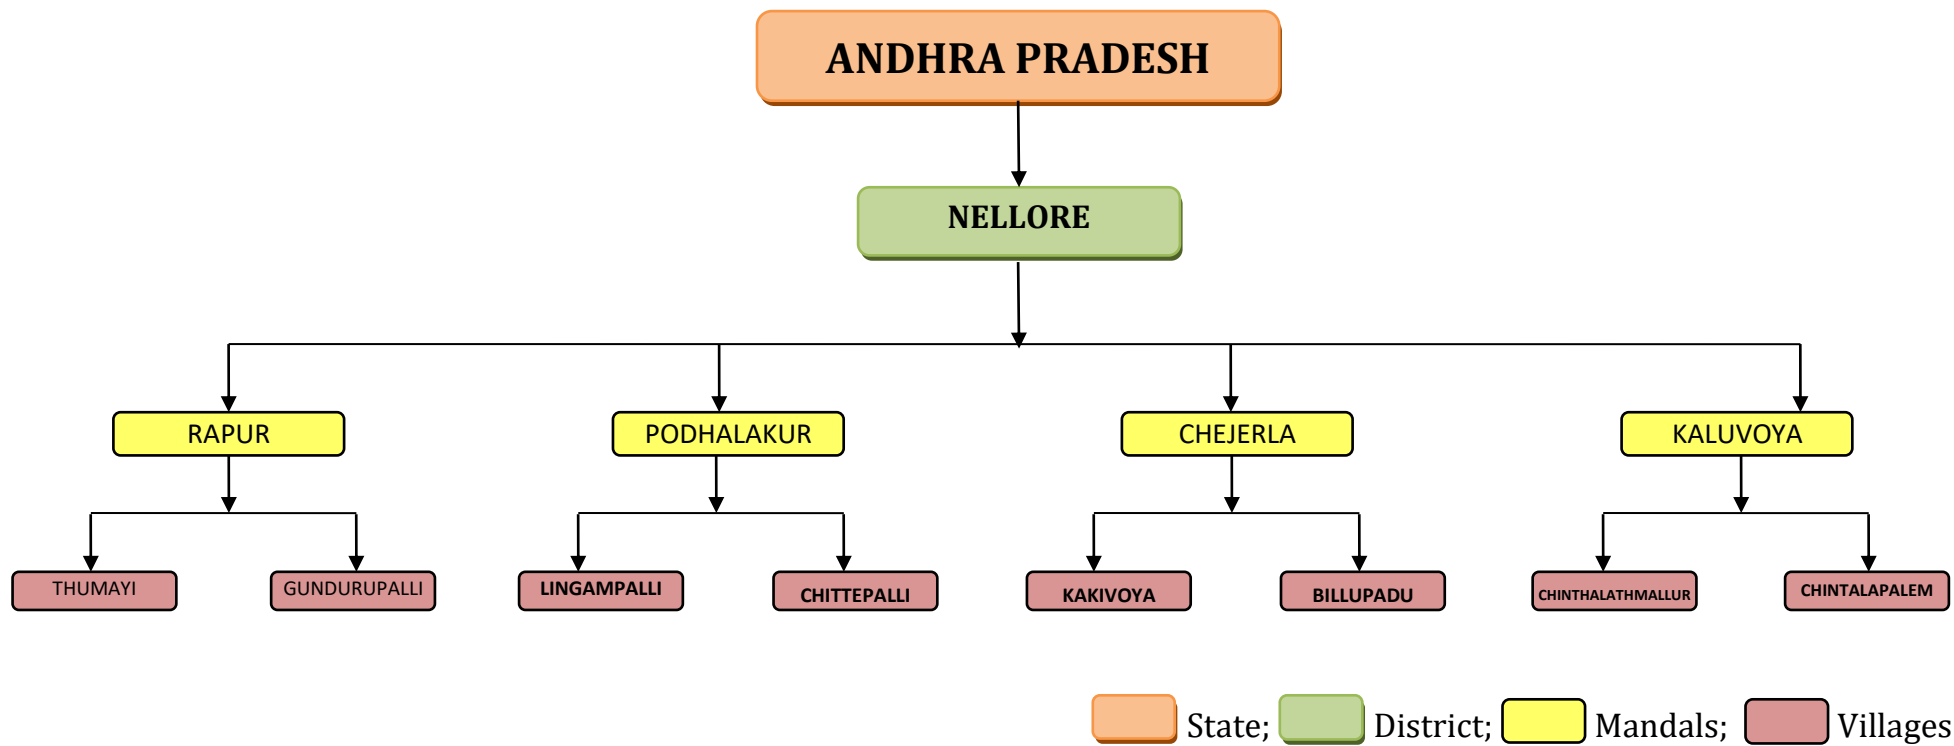 ANDHRA PRADESH
NELLORE
RAPUR
PODHALAKUR
CHEJERLA
KALUVOYA
THUMAYI
GUNDURUPALLI
LINGAMPALLI
CHITTEPALLI
KAKIVOYA
BILLUPADU
CHINTHALATHMALLUR
CHINTALAPALEM
State; District; Mandals; Villages